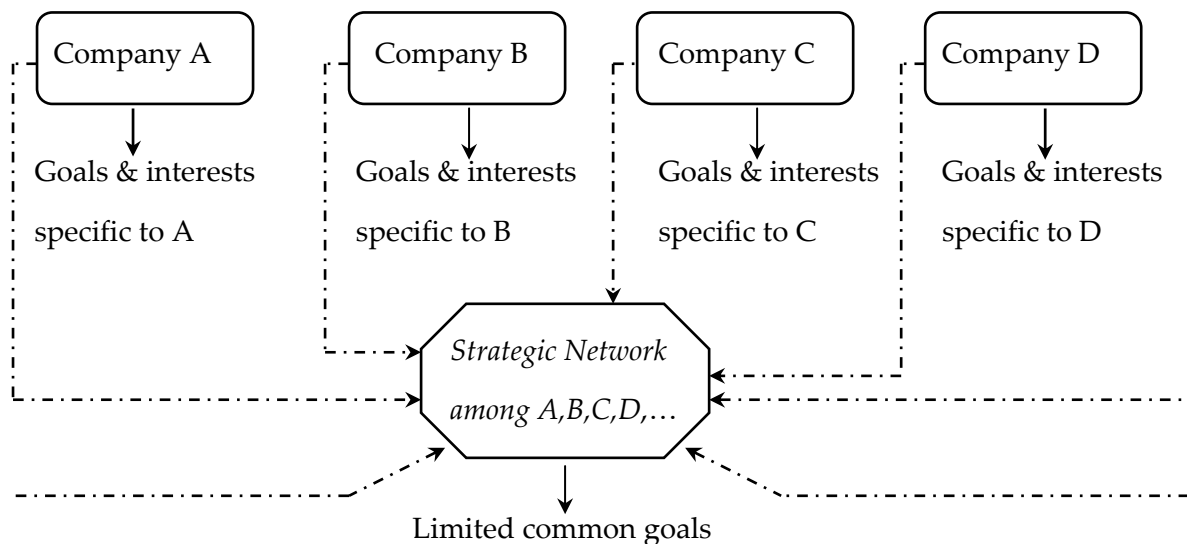 Company A
Company B
Company C
Company D
Goals & interests
specific to A
Goals & interests
specific to B
Goals & interests
specific to C
Goals & interests
specific to D
Strategic Network
among A,B,C,D,…
Limited common goals